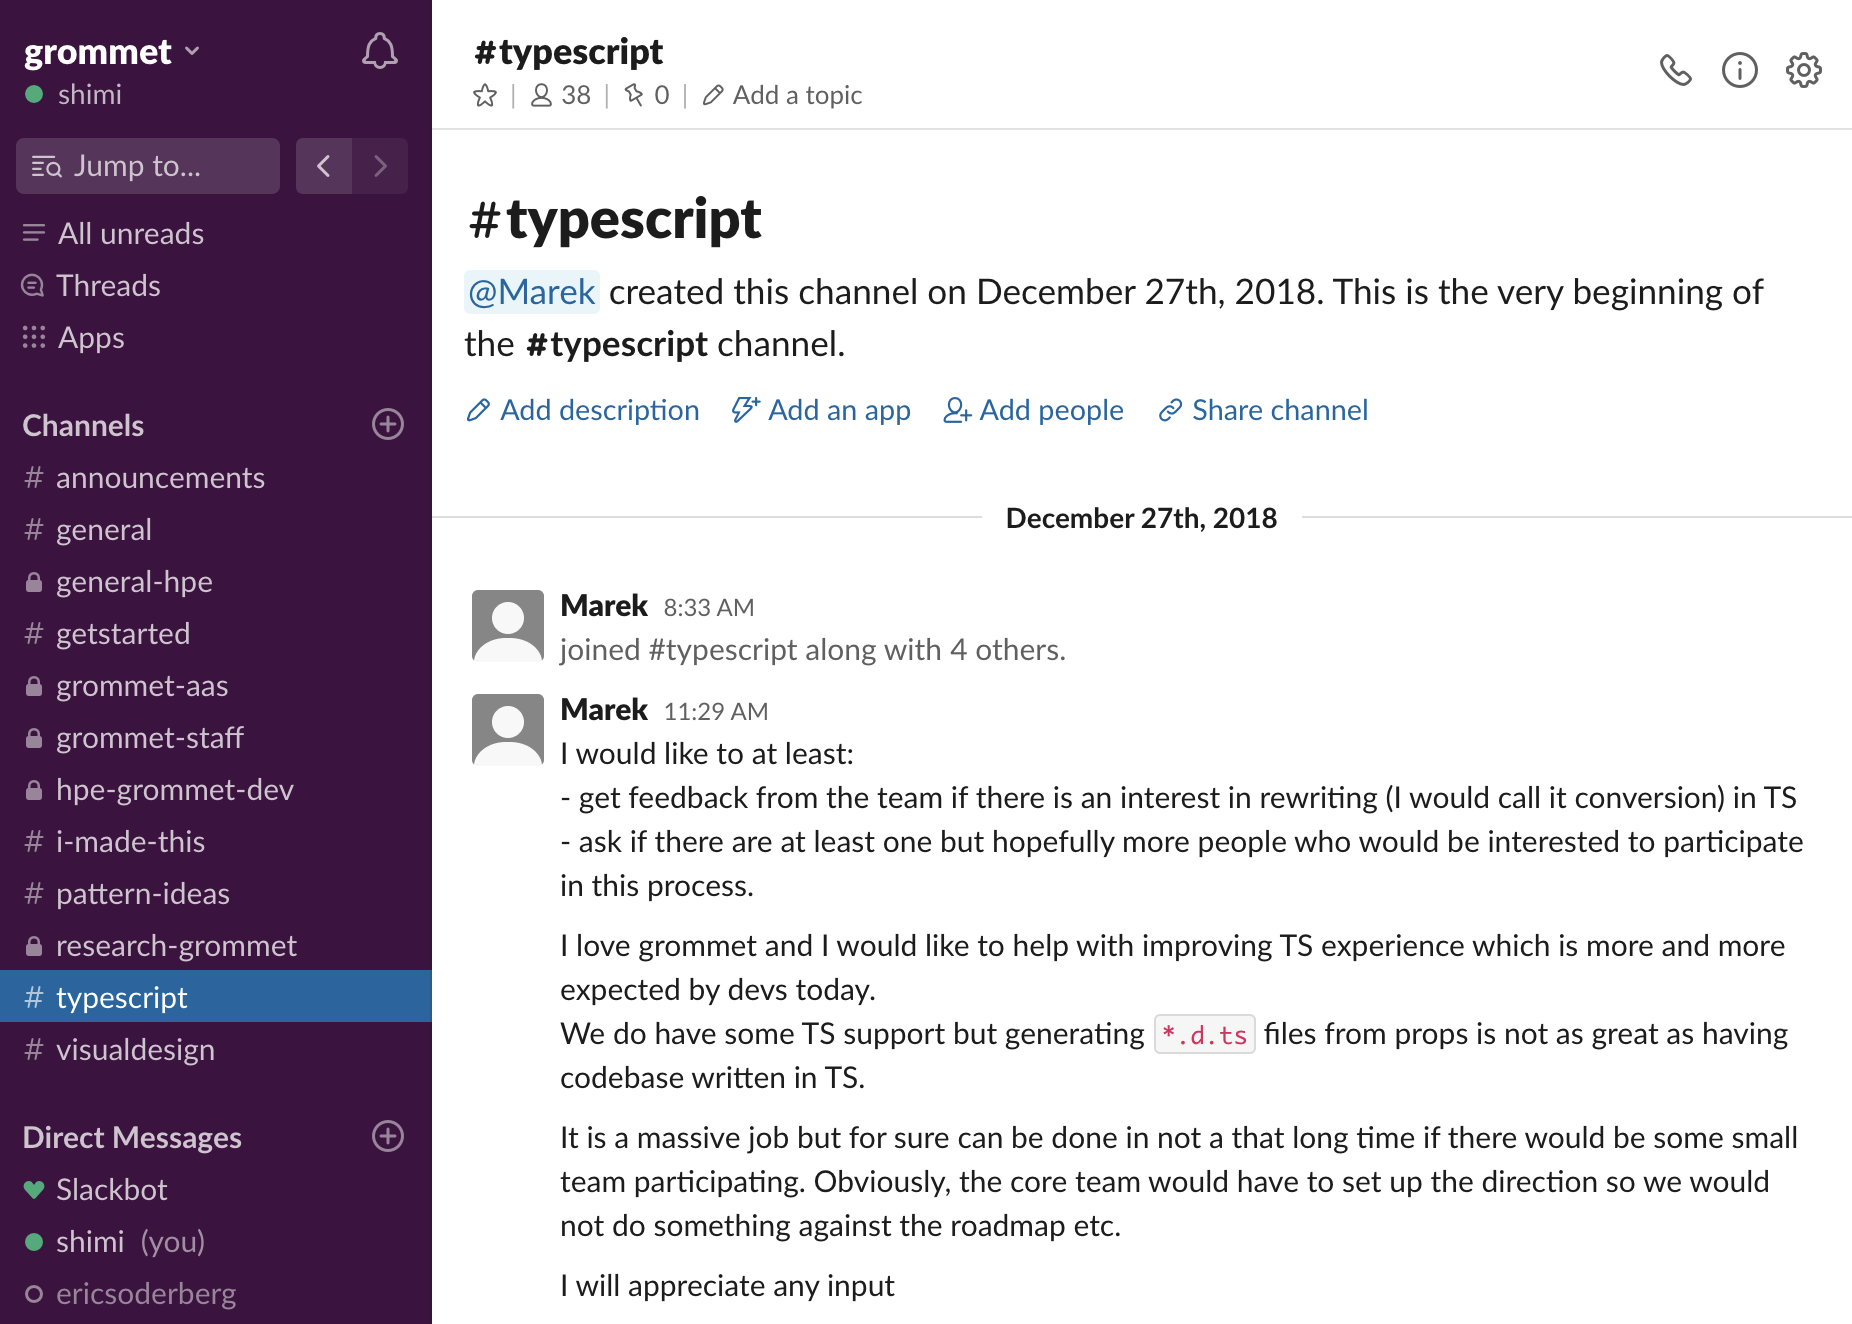 grommet
shimi
Jump to...
All unreads
Threads
Apps
Channels
# announcements
# general
general-hpe
# getstarted
grommet-aas
grommet-staff
hpe-grommet-dev
# i-made-this
# pattern-ideas
research-grommet
# typescript
# visualdesign
Direct Messages
Slackbot
shimi (you)
ericsoderberg
#typescript
38 | 0 | Add a topic
#typescript
@Marek created this channel on December 27th, 2018. This is the very beginning of
the #typescript channel.
Add description Add an app Add people Share channel
December 27th, 2018
Marek 8:33 AM
joined #typescript along with 4 others.
Marek 11:29 AM
I would like to at least:
- get feedback from the team if there is an interest in rewriting (I would call it conversion) in TS
- ask if there are at least one but hopefully more people who would be interested to participate
in this process.
I love grommet and I would like to help with improving TS experience which is more and more
expected by devs today.
We do have some TS support but generating *.d.ts files from props is not as great as having
codebase written in TS.
It is a massive job but for sure can be done in not a that long time if there would be some small
team participating. Obviously, the core team would have to set up the direction so we would
not do something against the roadmap etc.
I will appreciate any input